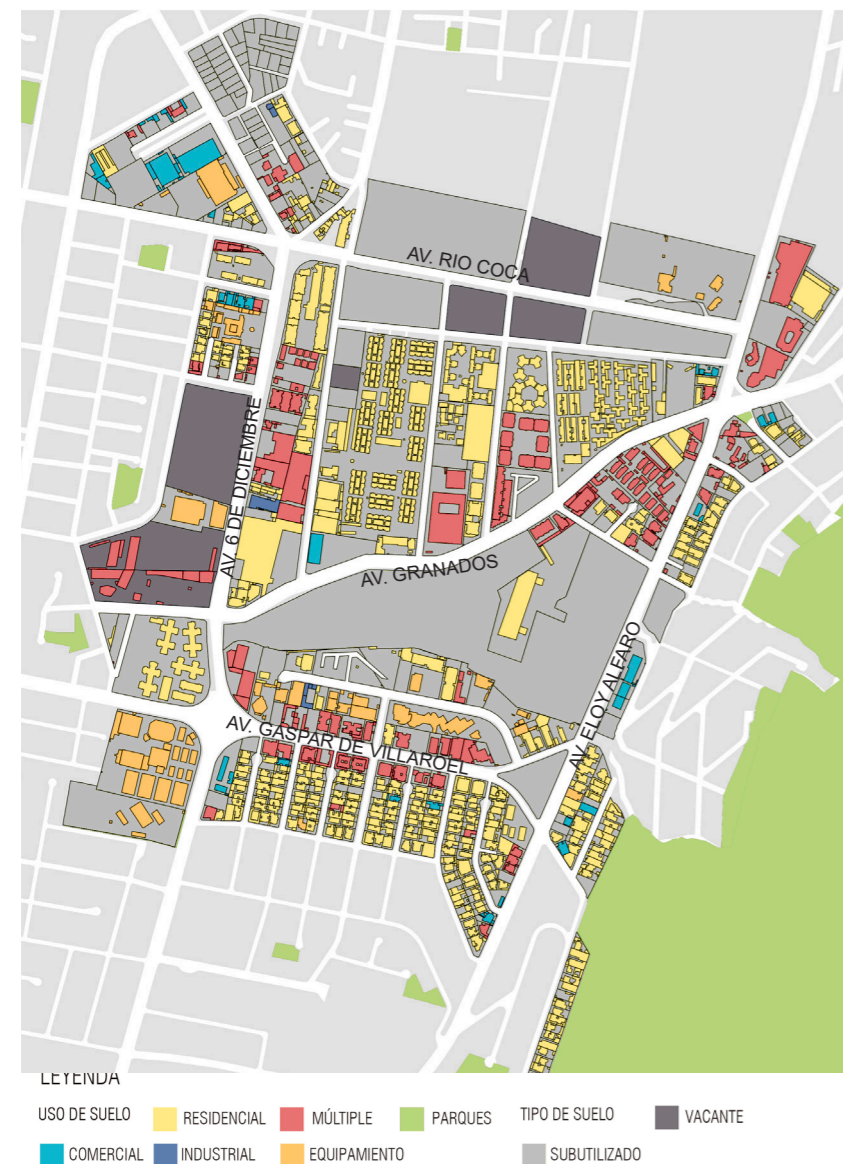 AV. RIO COCA
AV. 6 DE DICIEMBRE
AV. GRANADOS
AV. ELOY ALFARO
AV. GASPAR DE VILLAROEL
LEYENDA
USO DE SUELO RESIDENCIAL MÚLTIPLE PARQUES TIPO DE SUELO VACANTE
COMERCIAL INDUSTRIAL EQUIPAMIENTO SUBUTILIZADO